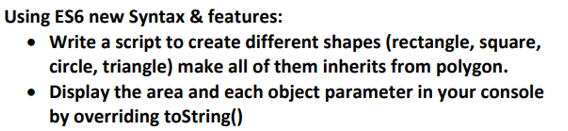 Using ES6 new Syntax & features:
• Write a script to create different shapes (rectangle, square,
circle, triangle) make all of them inherits from polygon.
• Display the area and each object parameter in your console
by overriding toString()